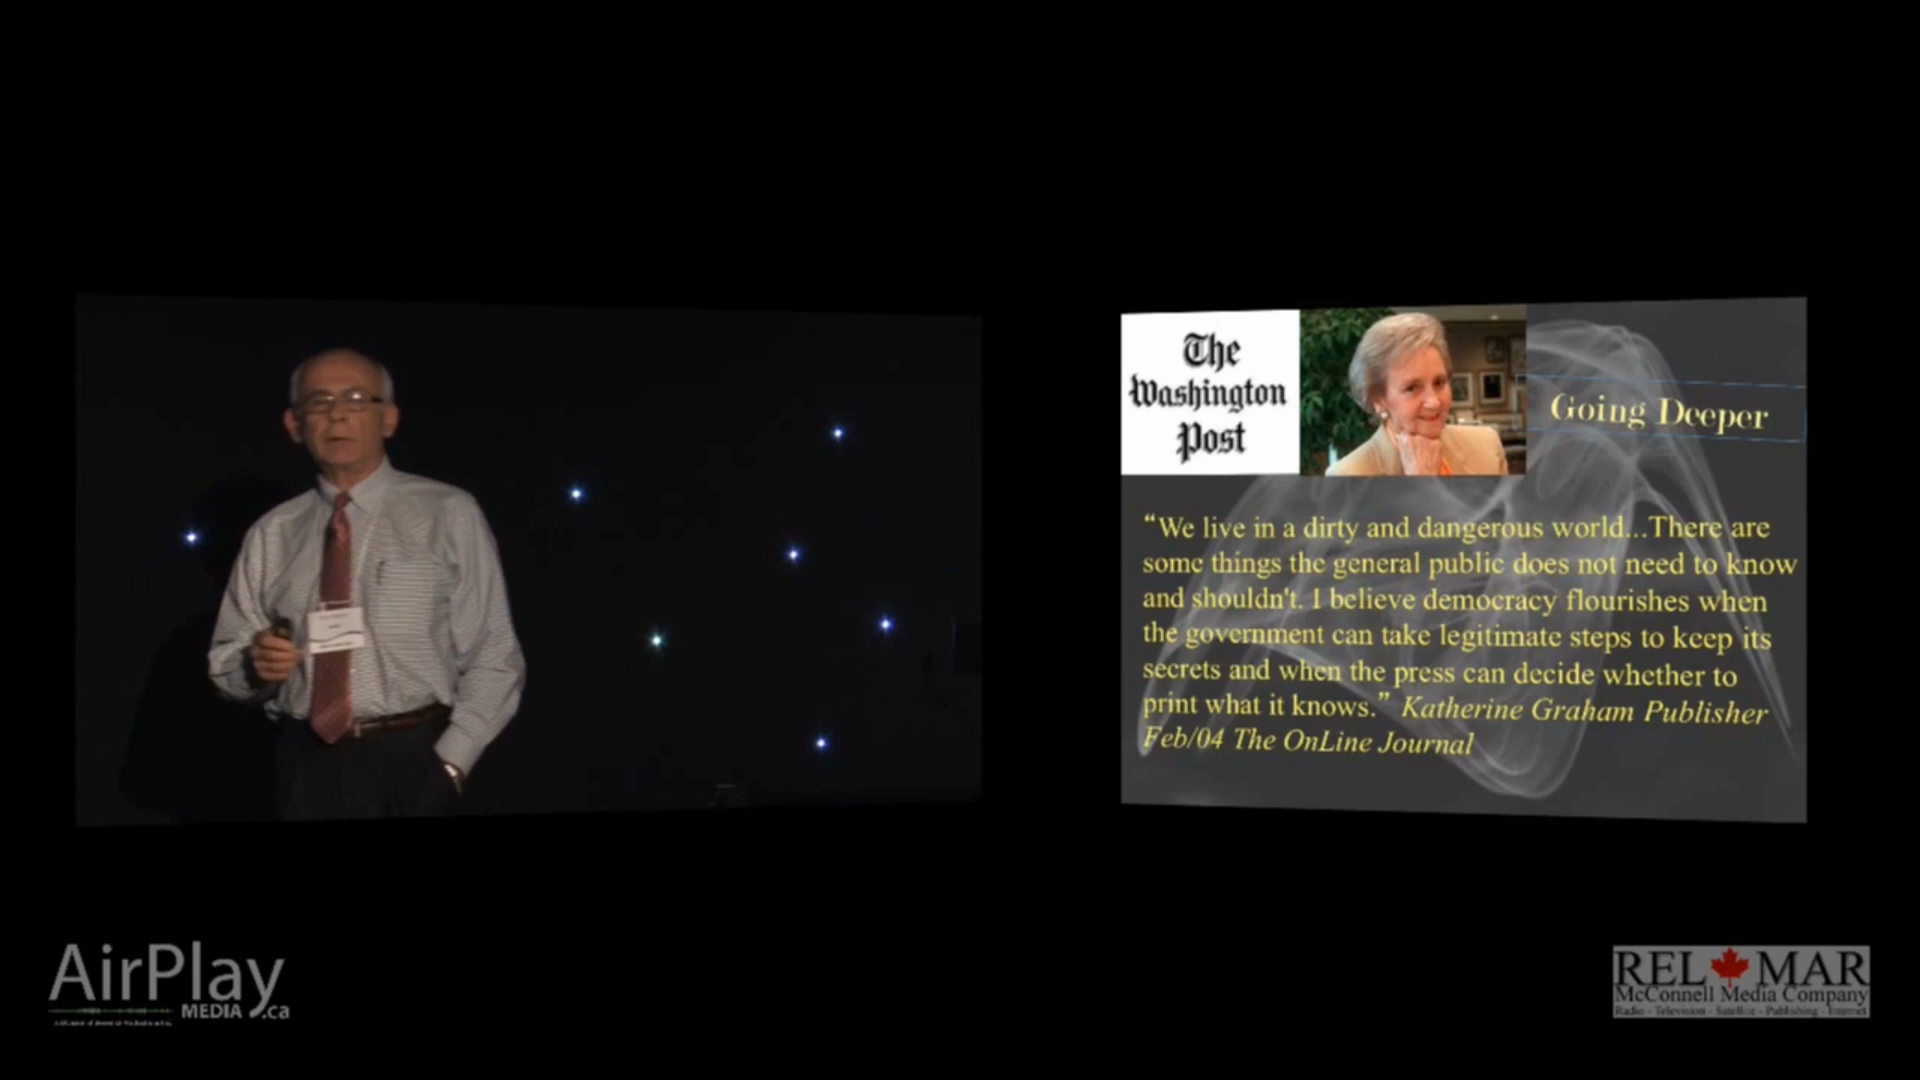 The
Washington
Post
Going Deeper
“We live in a dirty and dangerous world...There are
some things the general public does not need to know
and shouldn't. I believe democracy flourishes when
the government can take legitimate steps to keep its
secrets and when the press can decide whether to
print what it knows.” Katherine Graham Publisher
Feb/04 The OnLine Journal
AirPlay
MEDIA.ca
REL MAR
McConnell Media Company
Radio - Television - Satellite - Publishing - Internet